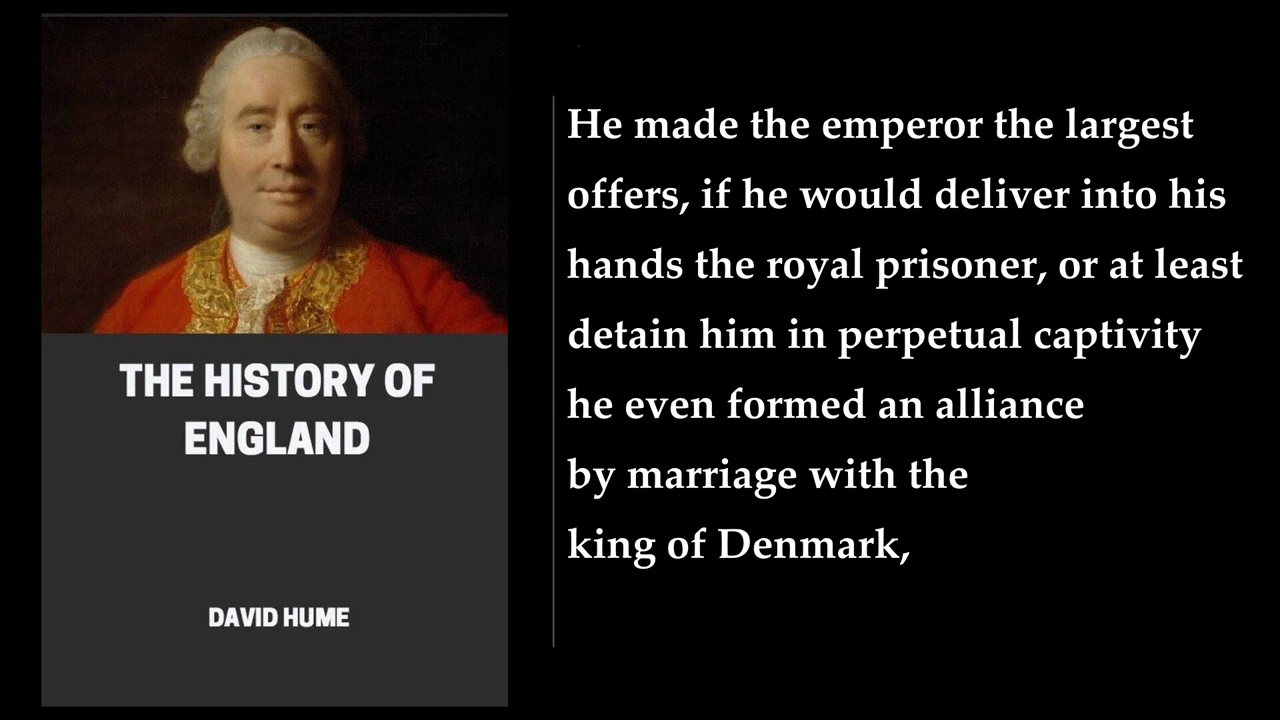 THE HISTORY OF
ENGLAND
DAVID HUME
He made the emperor the largest
offers, if he would deliver into his
hands the royal prisoner, or at least
detain him in perpetual captivity
he even formed an alliance
by marriage with the
king of Denmark,